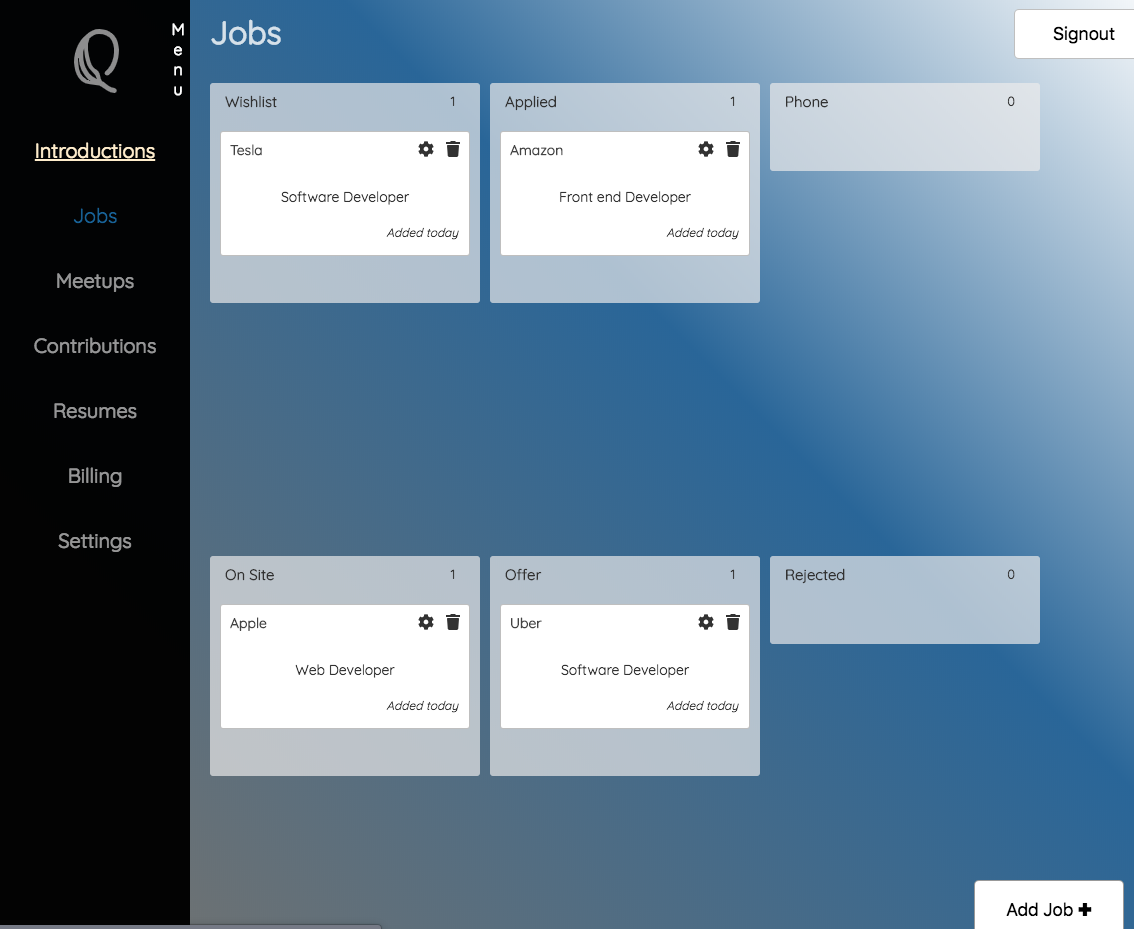 Menu
Introductions
Jobs
Meetups
Contributions
Resumes
Billing
Settings
Jobs
Signout
Wishlist 1
Tesla
Software Developer
Added today
Applied 1
Amazon
Front end Developer
Added today
Phone 0
On Site 1
Apple
Web Developer
Added today
Offer 1
Uber
Software Developer
Added today
Rejected 0
Add Job